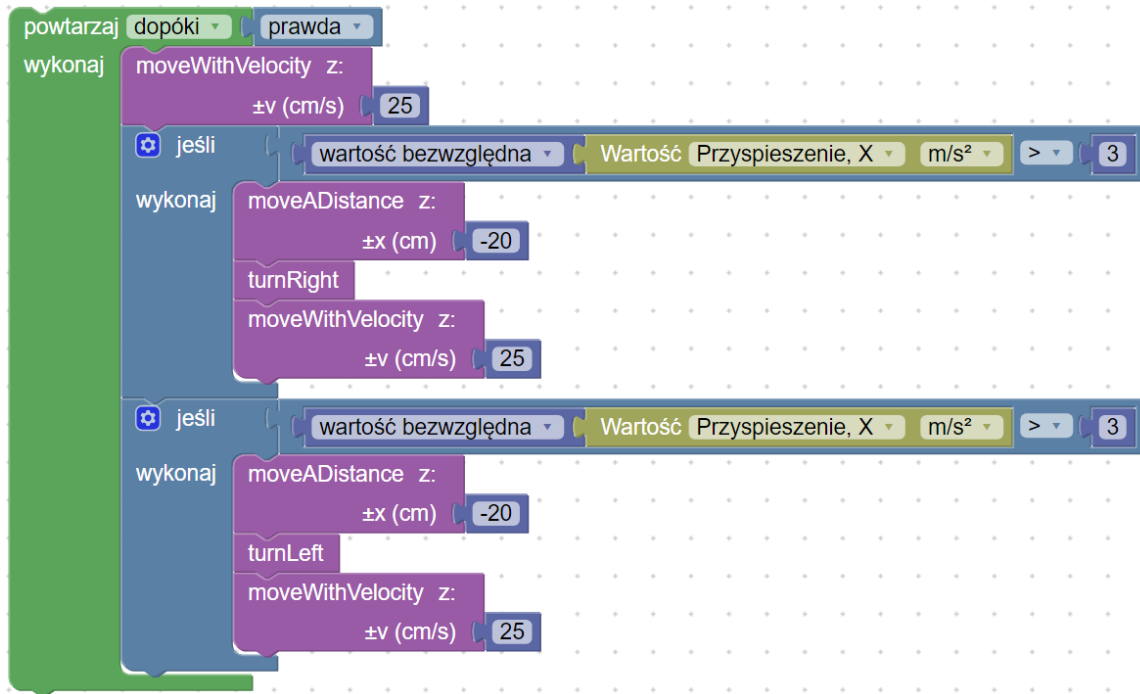 powtarzaj dopóki prawda
wykonaj moveWithVelocity z:
±v (cm/s) 25
jeśli wartość bezwzględna Wartość Przyspieszenie, X m/s² > 3
wykonaj moveADistance z:
±x (cm) -20
turnRight
moveWithVelocity z:
±v (cm/s) 25
jeśli wartość bezwzględna Wartość Przyspieszenie, X m/s² > 3
wykonaj moveADistance z:
±x (cm) -20
turnLeft
moveWithVelocity z:
±v (cm/s) 25